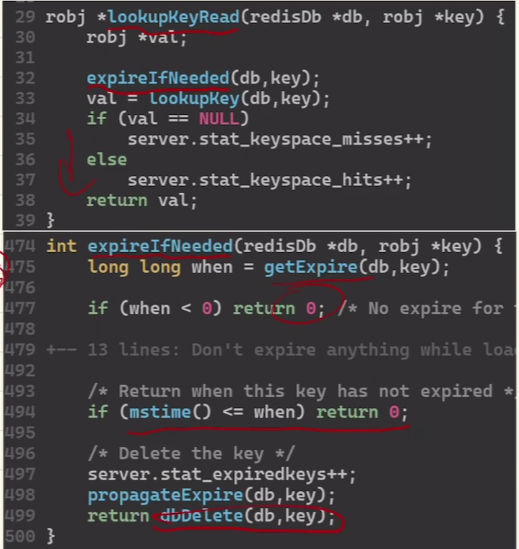 29 robj *lookupKeyRead(redisDb *db, robj *key) {
30     robj *val;
31
32     expireIfNeeded(db,key);
33     val = lookupKey(db,key);
34     if (val == NULL)
35         server.stat_keyspace_misses++;
36     else
37         server.stat_keyspace_hits++;
38     return val;
39 }
474 int expireIfNeeded(redisDb *db, robj *key) {
475     long long when = getExpire(db,key);
476
477     if (when < 0) return 0; /* No expire for
478
479 +-- 13 lines: Don't expire anything while
492
493     /* Return when this key has not expired *
494     if (mstime() <= when) return 0;
495
496     /* Delete the key */
497     server.stat_expiredkeys++;
498     propagateExpire(db,key);
499     return dbDelete(db,key);
500 }